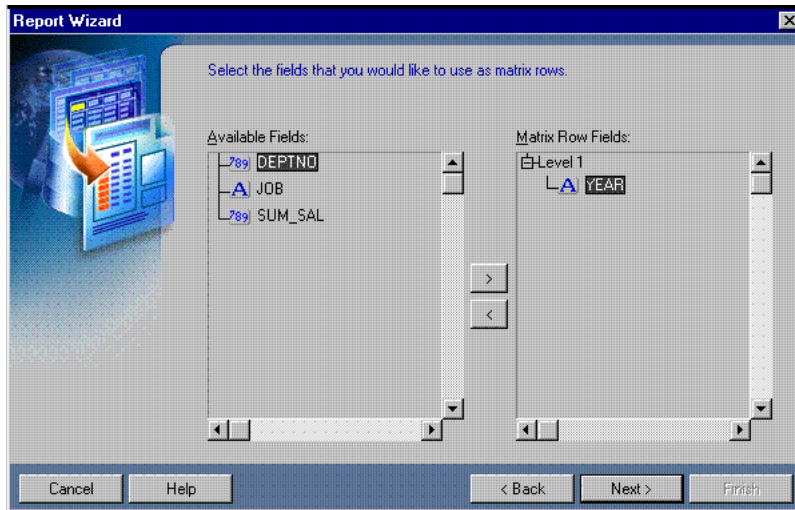 Report Wizard
Select the fields that you would like to use as matrix rows.
Available Fields:
Matrix Row Fields:
789 DEPTNO
A JOB
789 SUM_SAL
Level 1
A YEAR
>
<
Cancel
Help
< Back
Next >
Finish